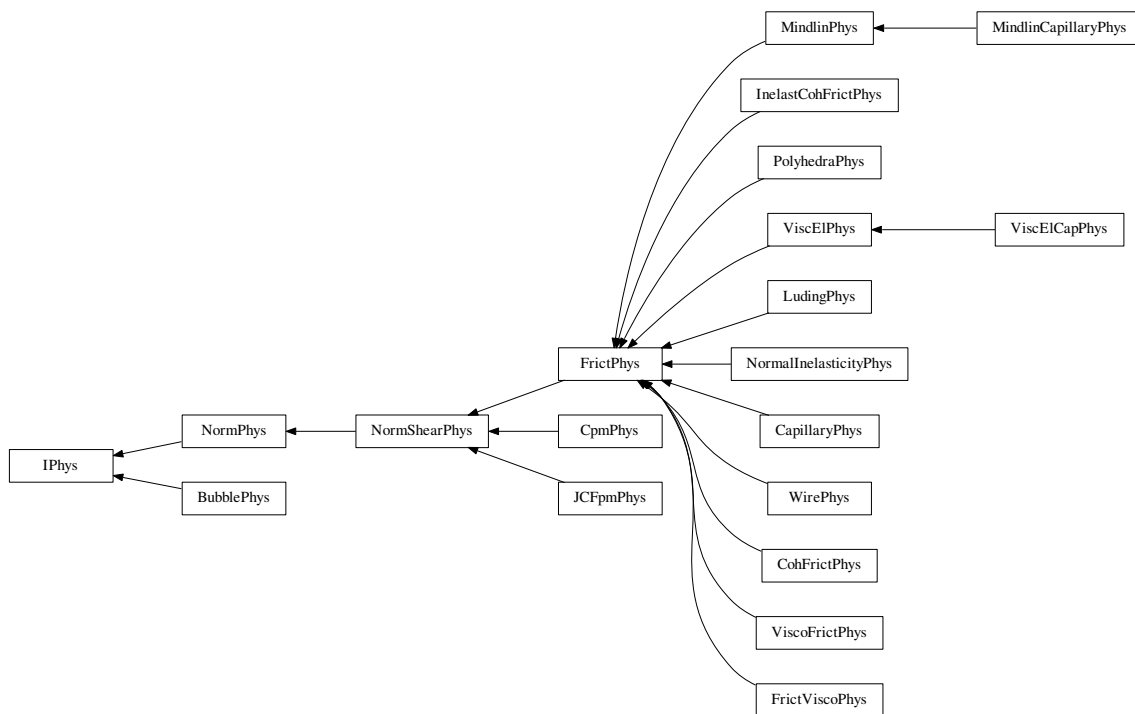 MindlinPhys
MindlinCapillaryPhys
InelastCohFrictPhys
PolyhedraPhys
ViscElPhys
ViscElCapPhys
LudingPhys
FrictPhys
NormalInelasticityPhys
NormPhys
NormShearPhys
CpmPhys
CapillaryPhys
IPhys
BubblePhys
JCFpmPhys
WirePhys
CohFrictPhys
ViscoFrictPhys
FrictViscoPhys